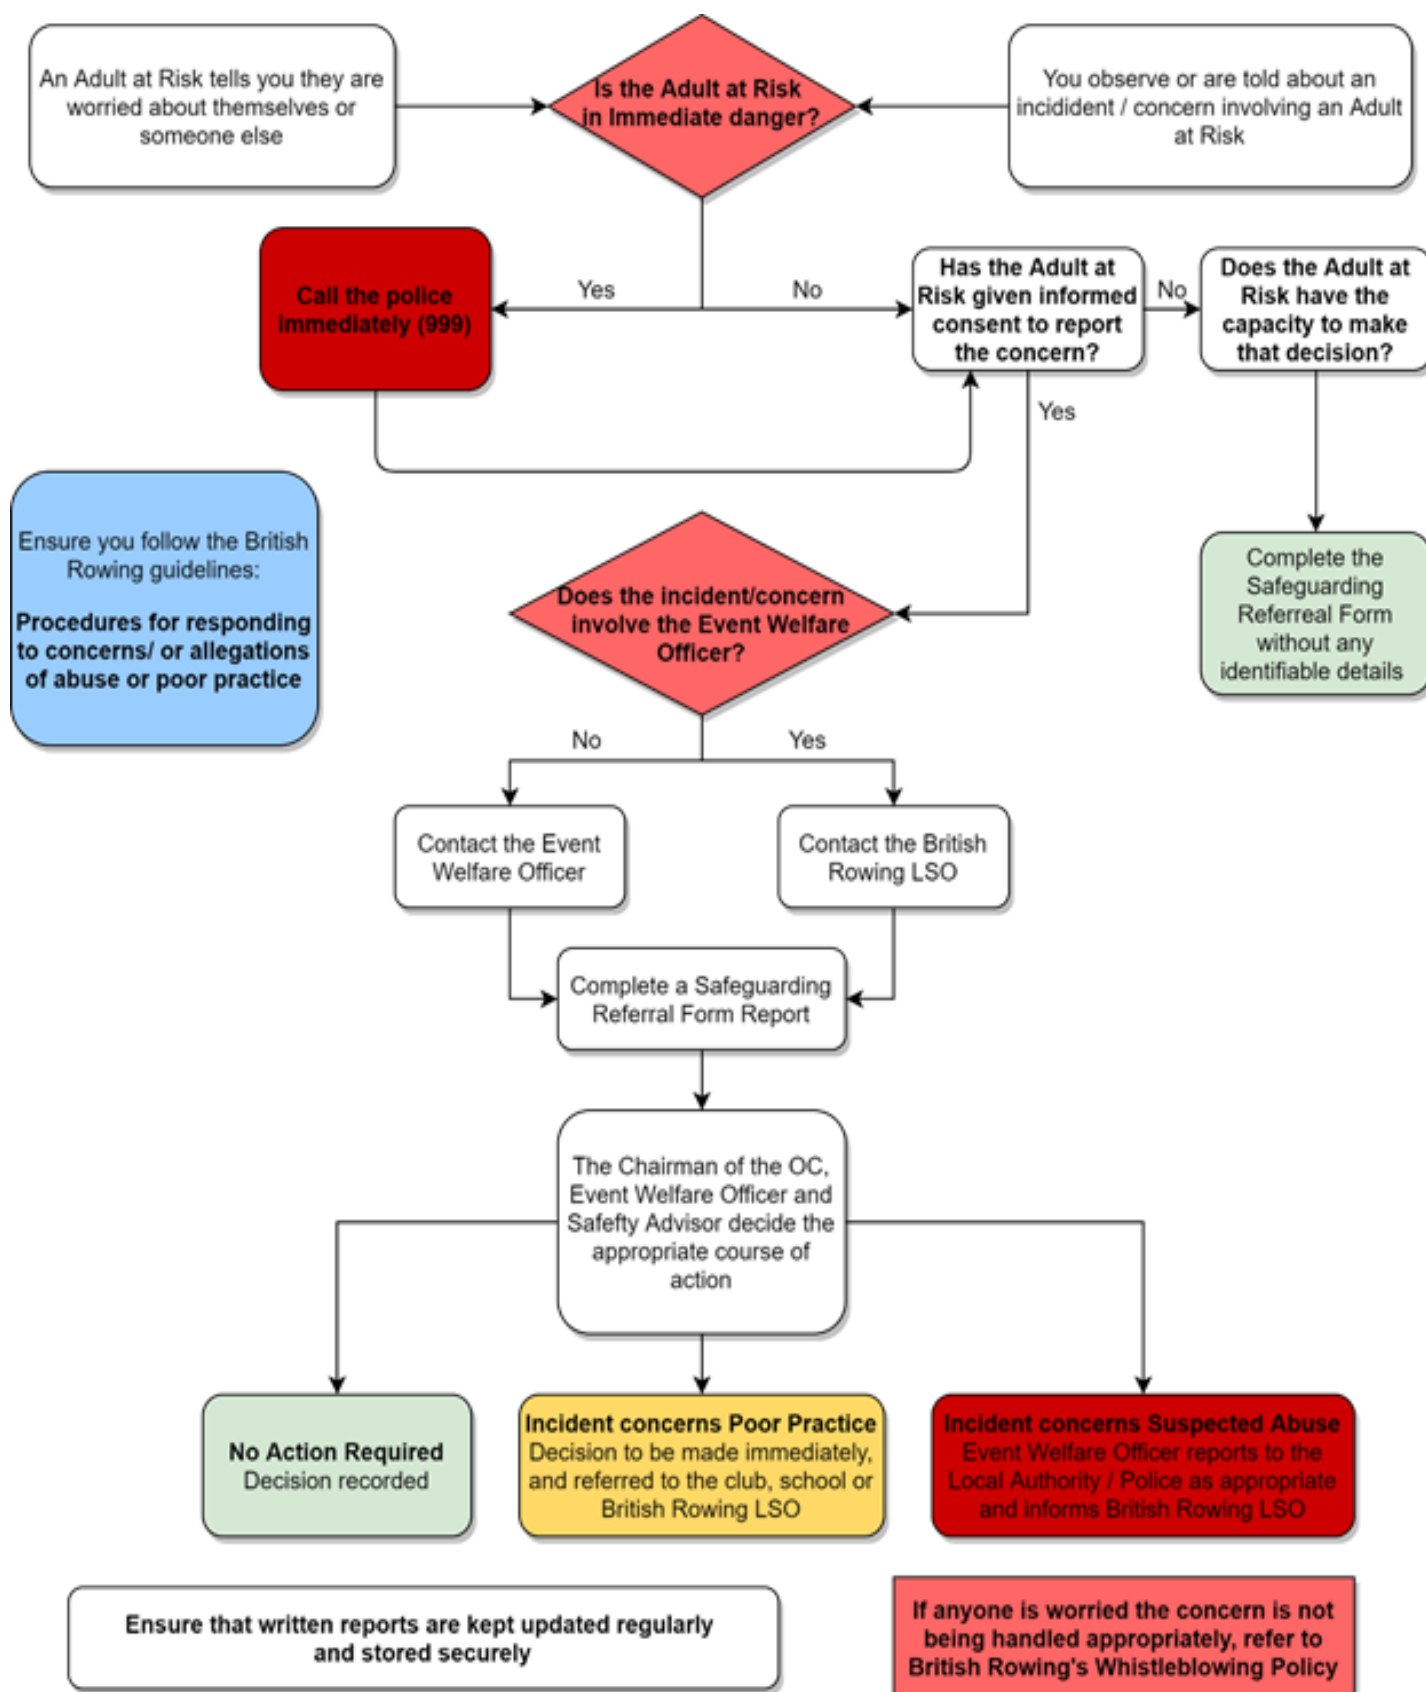 An Adult at Risk tells you they are
worried about themselves or
someone else
Is the Adult at Risk
in Immediate danger?
You observe or are told about an
incidident / concern involving an Adult
at Risk
Call the police
immediately (999)
Yes
No
Has the Adult at
Risk given informed
consent to report
the concern?
No
Does the Adult at
Risk have the
capacity to make
that decision?
Yes
Ensure you follow the British
Rowing guidelines:
Procedures for responding
to concerns/ or allegations
of abuse or poor practice
Does the incident/concern
involve the Event Welfare
Officer?
Complete the
Safeguarding
Referreal Form
without any
identifiable details
No
Yes
Contact the Event
Welfare Officer
Contact the British
Rowing LSO
Complete a Safeguarding
Referral Form Report
The Chairman of the OC,
Event Welfare Officer and
Safefty Advisor decide the
appropriate course of
action
No Action Required
Decision recorded
Incident concerns Poor Practice
Decision to be made immediately,
and referred to the club, school or
British Rowing LSO
Incident concerns Suspected Abuse
Event Welfare Officer reports to the
Local Authority / Police as appropriate
and informs British Rowing LSO
Ensure that written reports are kept updated regularly
and stored securely
If anyone is worried the concern is not
being handled appropriately, refer to
British Rowing's Whistleblowing Policy